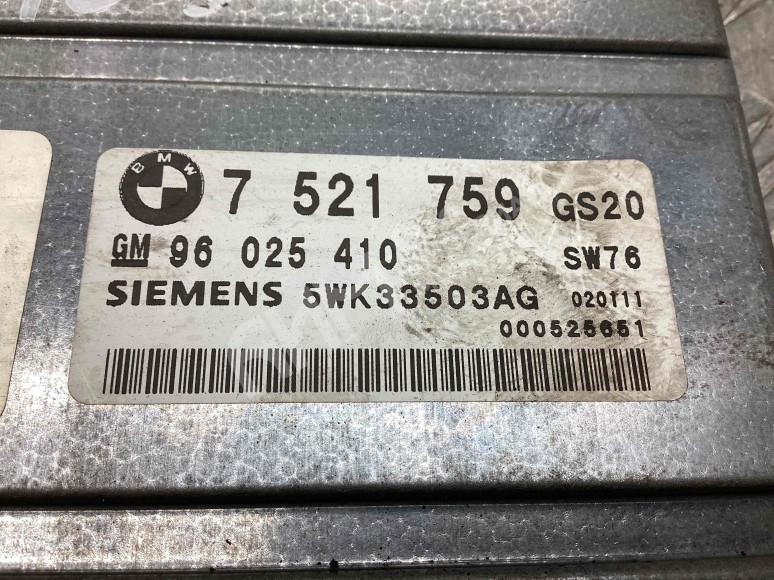 BMW 7 521 759 GS20
GM 96 025 410 SW76
SIEMENS 5WK33503AG 020111
000525651